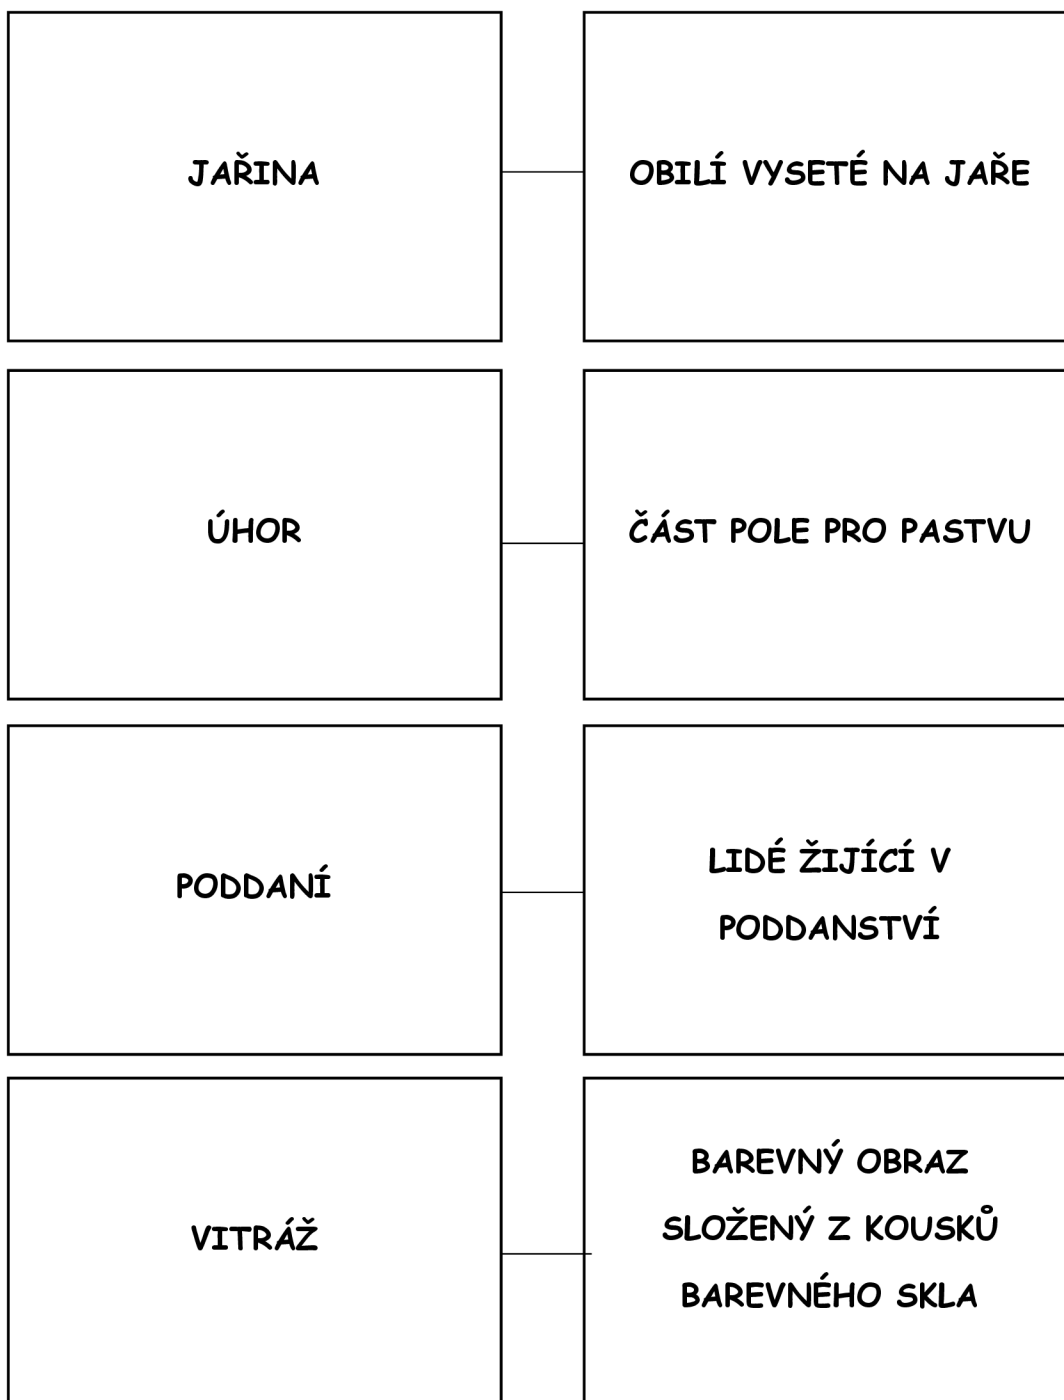 JAŘINA
OBILÍ VYSETÉ NA JAŘE
ÚHOR
ČÁST POLE PRO PASTVU
PODDANÍ
LIDÉ ŽIJÍCÍ V
PODDANSTVÍ
VITRÁŽ
BAREVNÝ OBRAZ
SLOŽENÝ Z KOUSKŮ
BAREVNÉHO SKLA